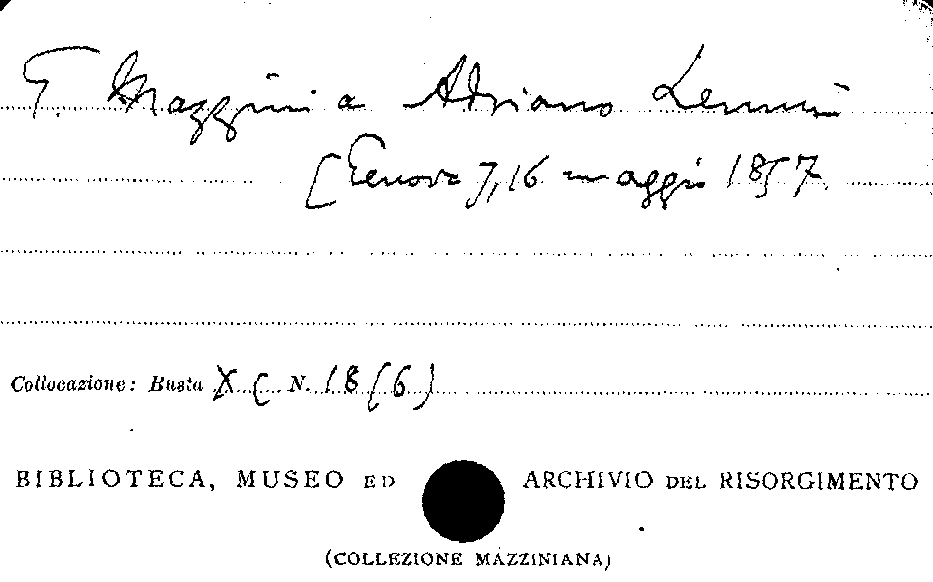 G. Mazzini a Adriano Lemmi
[Genova], 16 maggio 1857.
Collocazione: Busta XC N. 18(6)
BIBLIOTECA, MUSEO ED ARCHIVIO DEL RISORGIMENTO
(COLLEZIONE MAZZINIANA)